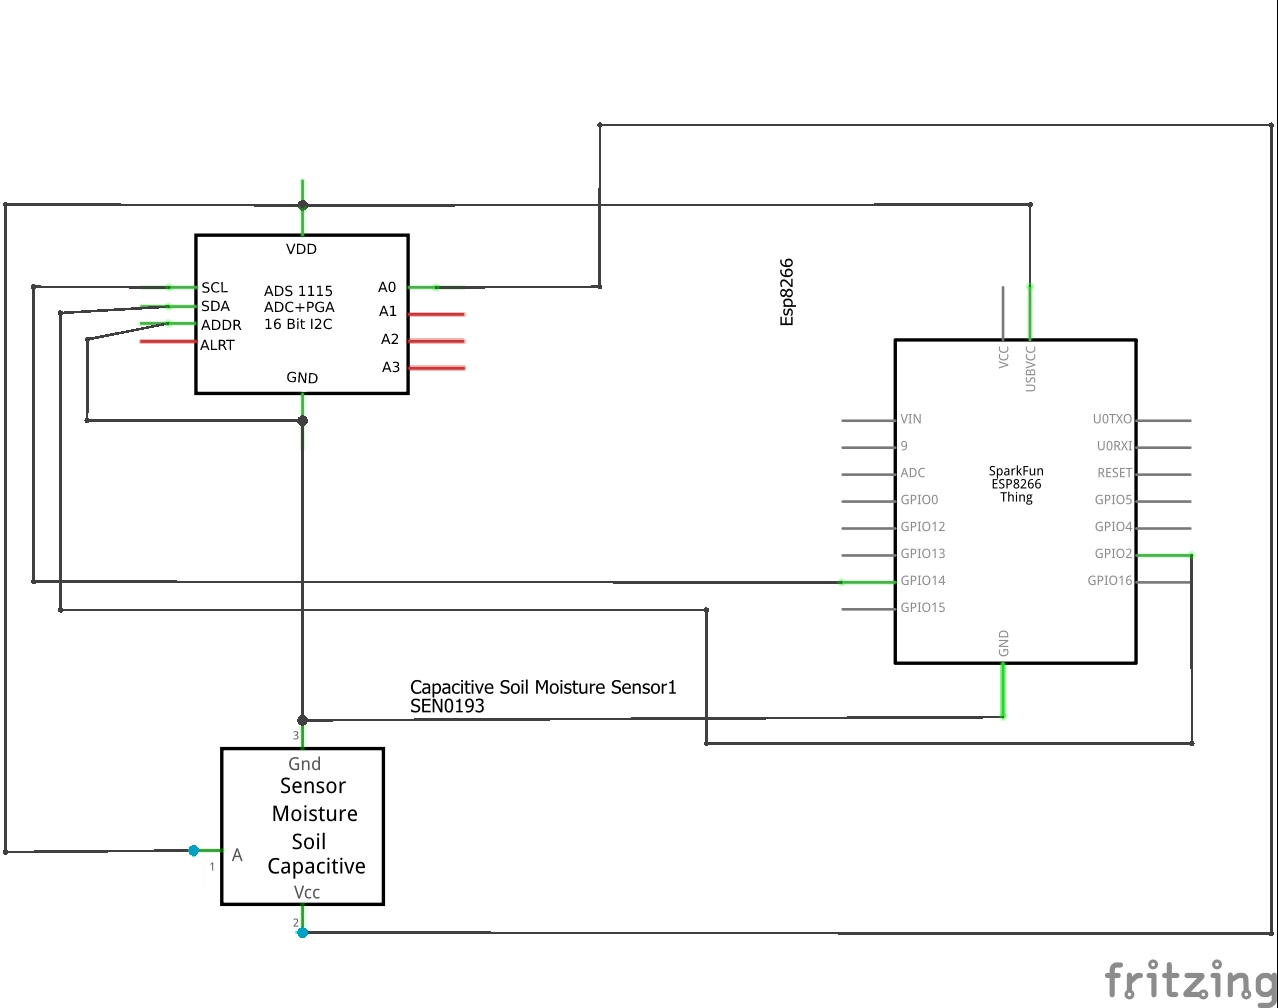 VDD
SCL
SDA
ADDR
ALRT
ADS 1115
ADC+PGA
16 Bit I2C
A0
A1
A2
A3
GND
Esp8266
VCC
USBVCC
VIN
9
ADC
GPIO0
GPIO12
GPIO13
GPIO14
GPIO15
SparkFun
ESP8266
Thing
U0TXO
U0RXI
RESET
GPIO5
GPIO4
GPIO2
GPIO16
GND
Capacitive Soil Moisture Sensor1
SEN0193
3
Gnd
Sensor
Moisture
Soil
Capacitive
A
1
Vcc
2
fritzing